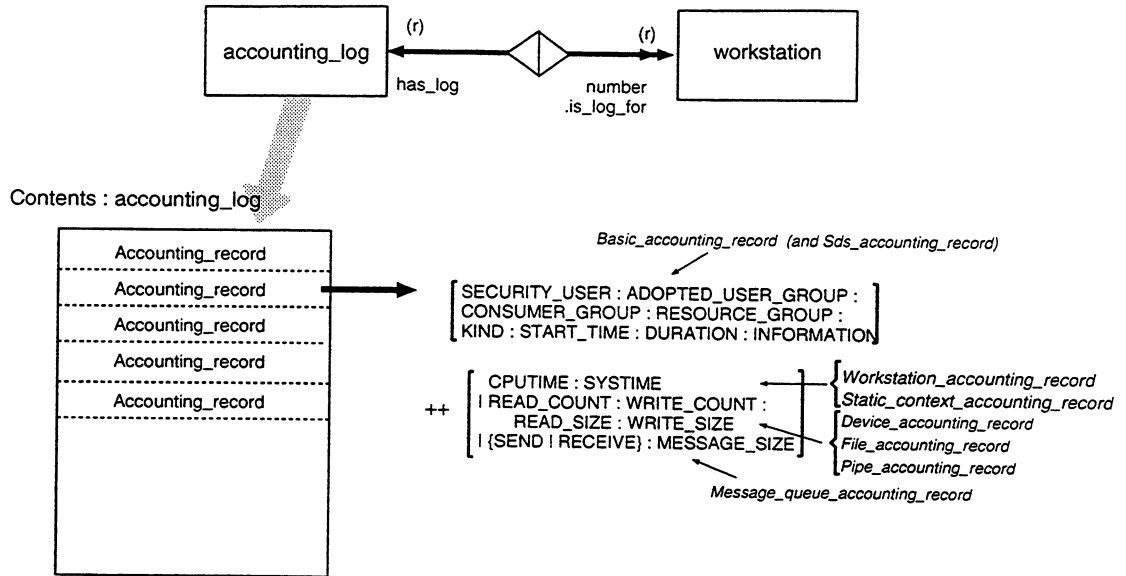 accounting_log
(r)
has_log
(r)
number
.is_log_for
workstation
Contents : accounting_log
Accounting_record
Accounting_record
Accounting_record
Accounting_record
Accounting_record
Basic_accounting_record (and Sds_accounting_record)
SECURITY_USER : ADOPTED_USER_GROUP :
CONSUMER_GROUP : RESOURCE_GROUP :
KIND : START_TIME : DURATION : INFORMATION
++
CPUTIME : SYSTIME
| READ_COUNT : WRITE_COUNT :
READ_SIZE : WRITE_SIZE
| {SEND | RECEIVE} : MESSAGE_SIZE
Workstation_accounting_record
Static_context_accounting_record
Device_accounting_record
File_accounting_record
Pipe_accounting_record
Message_queue_accounting_record